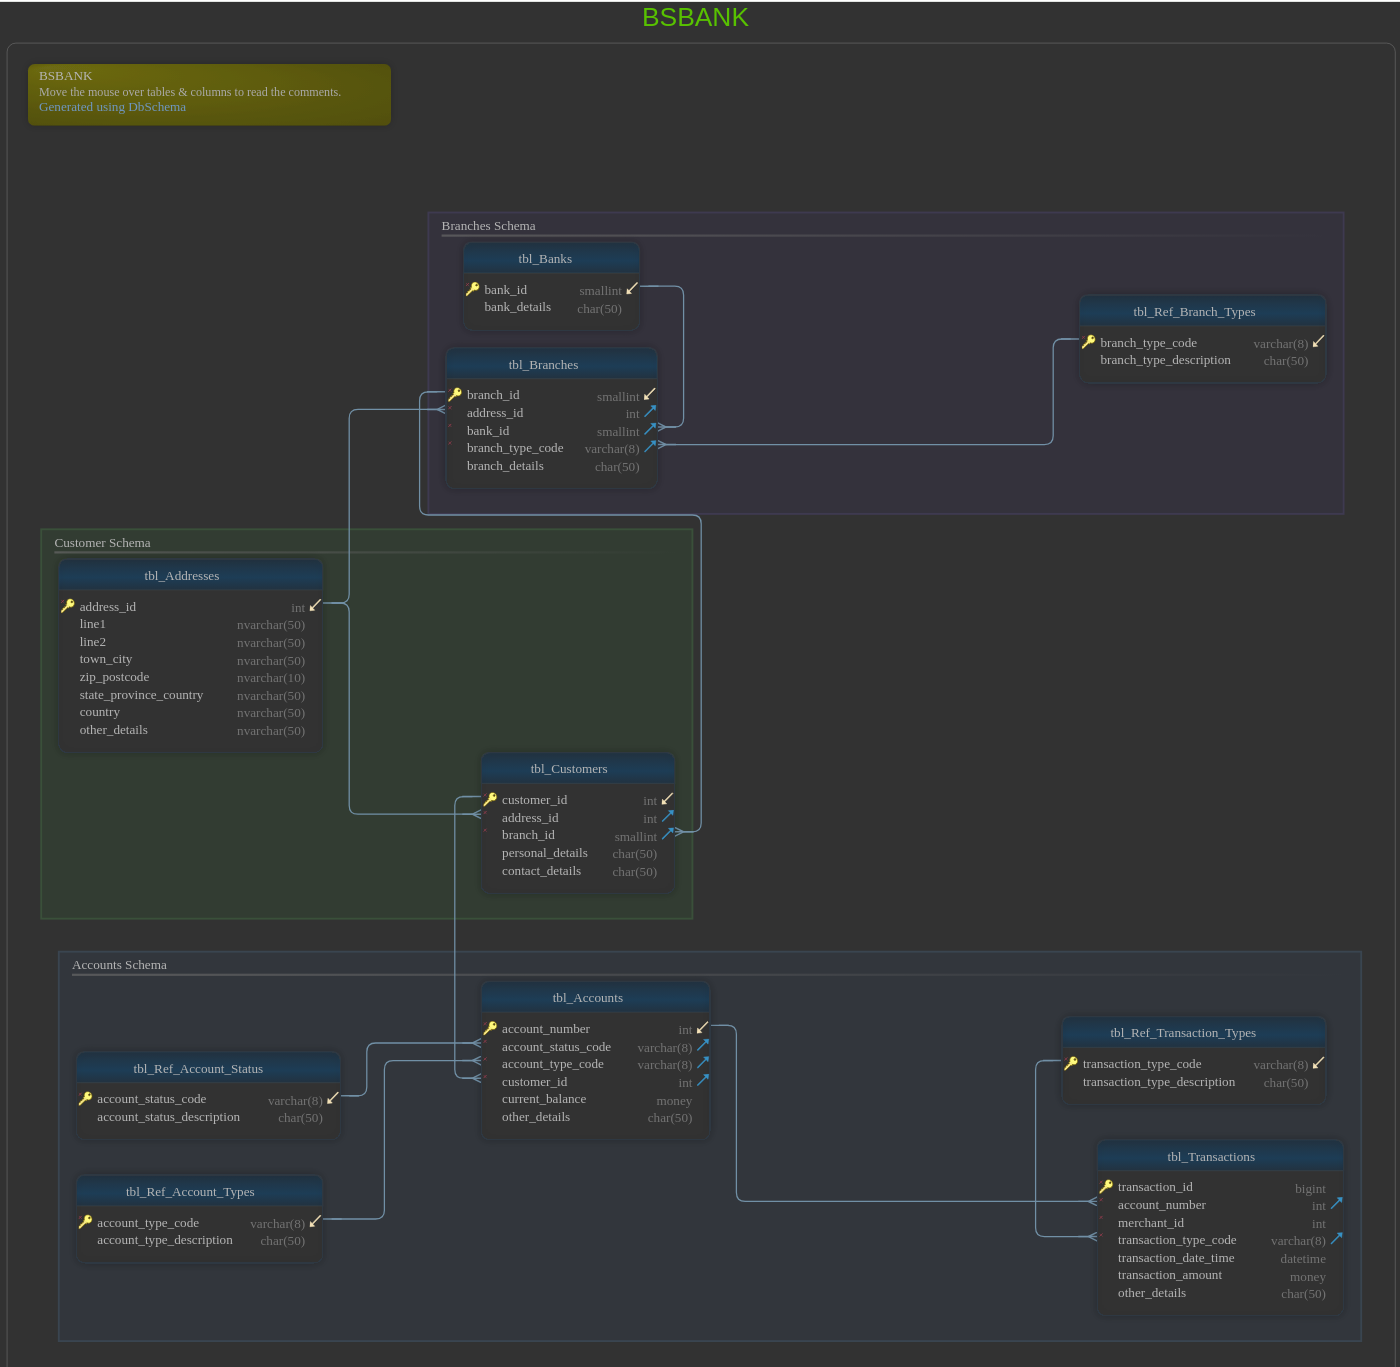 BSBANK
BSBANK
Move the mouse over tables & columns to read the comments.
Generated using DbSchema
Branches Schema
tbl_Banks
bank_id smallint
bank_details char(50)
tbl_Ref_Branch_Types
branch_type_code varchar(8)
branch_type_description char(50)
tbl_Branches
branch_id smallint
address_id int
bank_id smallint
branch_type_code varchar(8)
branch_details char(50)
Customer Schema
tbl_Addresses
address_id int
line1 nvarchar(50)
line2 nvarchar(50)
town_city nvarchar(50)
zip_postcode nvarchar(10)
state_province_country nvarchar(50)
country nvarchar(50)
other_details nvarchar(50)
tbl_Customers
customer_id int
address_id int
branch_id smallint
personal_details char(50)
contact_details char(50)
Accounts Schema
tbl_Accounts
account_number int
account_status_code varchar(8)
account_type_code varchar(8)
customer_id int
current_balance money
other_details char(50)
tbl_Ref_Transaction_Types
transaction_type_code varchar(8)
transaction_type_description char(50)
tbl_Ref_Account_Status
account_status_code varchar(8)
account_status_description char(50)
tbl_Ref_Account_Types
account_type_code varchar(8)
account_type_description char(50)
tbl_Transactions
transaction_id bigint
account_number int
merchant_id int
transaction_type_code varchar(8)
transaction_date_time datetime
transaction_amount money
other_details char(50)